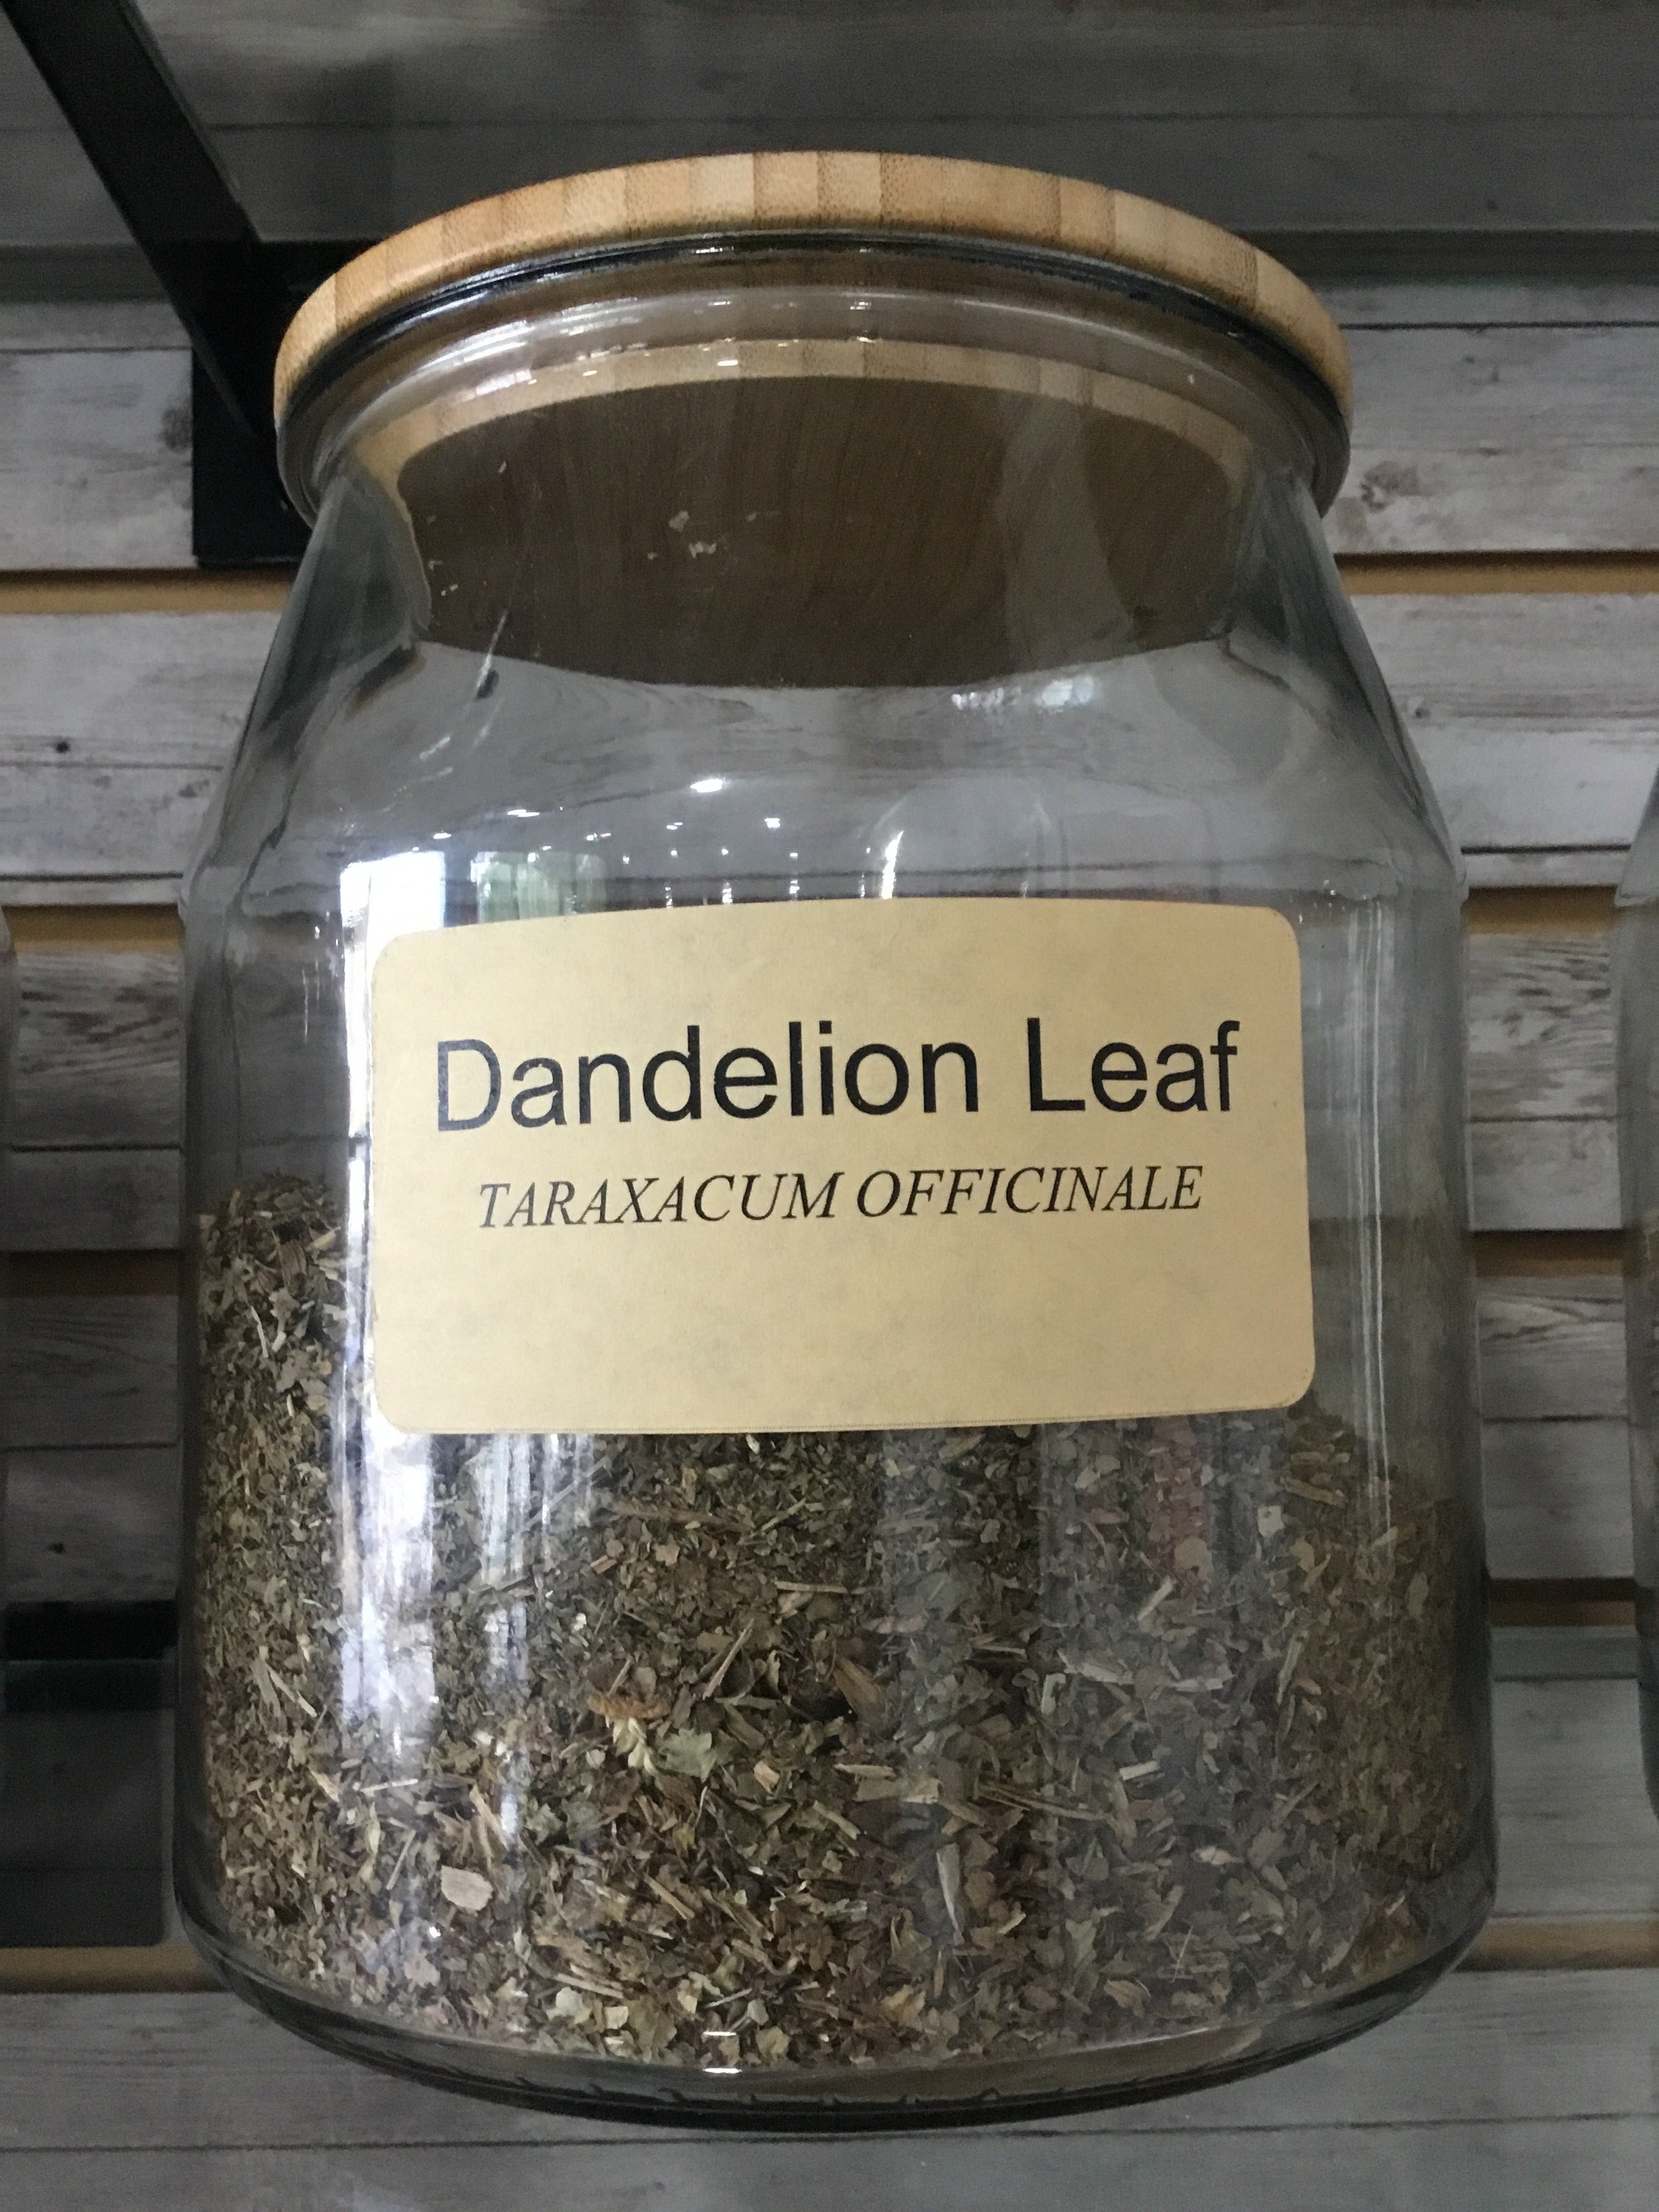 Dandelion Leaf
TARAXACUM OFFICINALE